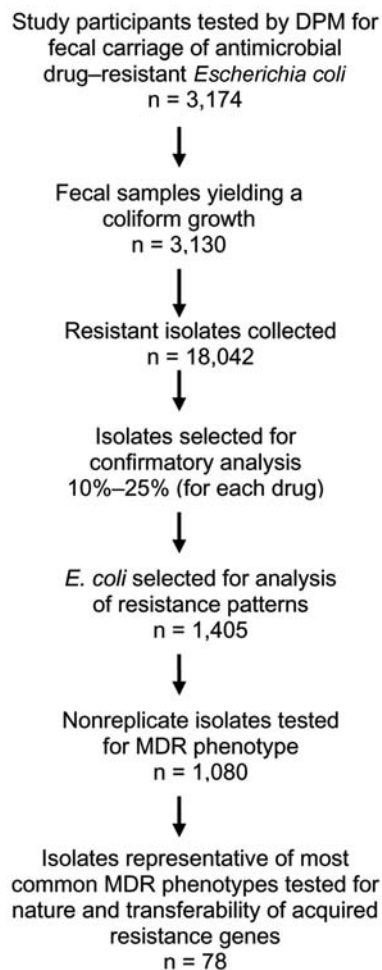 Study participants tested by DPM for
fecal carriage of antimicrobial
drug–resistant Escherichia coli
n = 3,174
Fecal samples yielding a
coliform growth
n = 3,130
Resistant isolates collected
n = 18,042
Isolates selected for
confirmatory analysis
10%–25% (for each drug)
E. coli selected for analysis
of resistance patterns
n = 1,405
Nonreplicate isolates tested
for MDR phenotype
n = 1,080
Isolates representative of most
common MDR phenotypes tested for
nature and transferability of acquired
resistance genes
n = 78